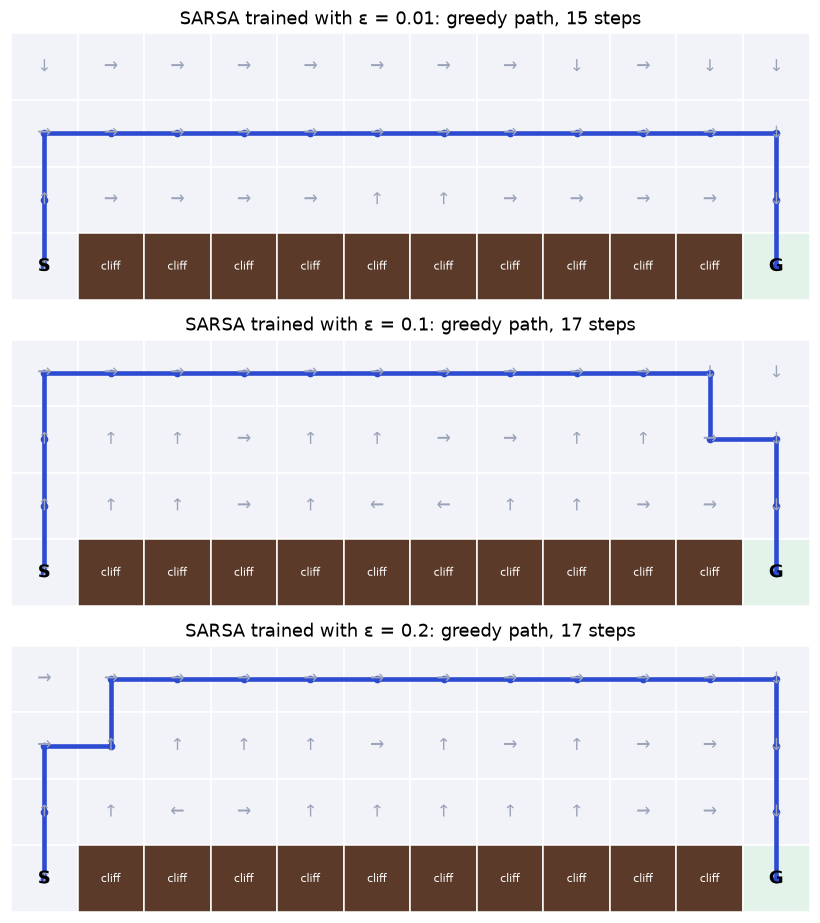 SARSA trained with ε = 0.01: greedy path, 15 steps
↓ → → → → → → → ↓ → ↓ ↓
→ → → → → → → → → → → ↓
↑ → → → → ↑ ↑ → → → → ↓
S cliff cliff cliff cliff cliff cliff cliff cliff cliff cliff G
SARSA trained with ε = 0.1: greedy path, 17 steps
→ → → → → → → → → → ↓ ↓
↑ ↑ ↑ → ↑ ↑ → → ↑ ↑ → ↓
↑ ↑ ↑ → ↑ ← ← ↑ ↑ → → ↓
S cliff cliff cliff cliff cliff cliff cliff cliff cliff cliff G
SARSA trained with ε = 0.2: greedy path, 17 steps
→ → → → → → → → → → → ↓
→ ↑ ↑ ↑ ↑ → ↑ → ↑ → → ↓
↑ ↑ ← → ↑ ↑ ↑ ↑ ↑ → → ↓
S cliff cliff cliff cliff cliff cliff cliff cliff cliff cliff G